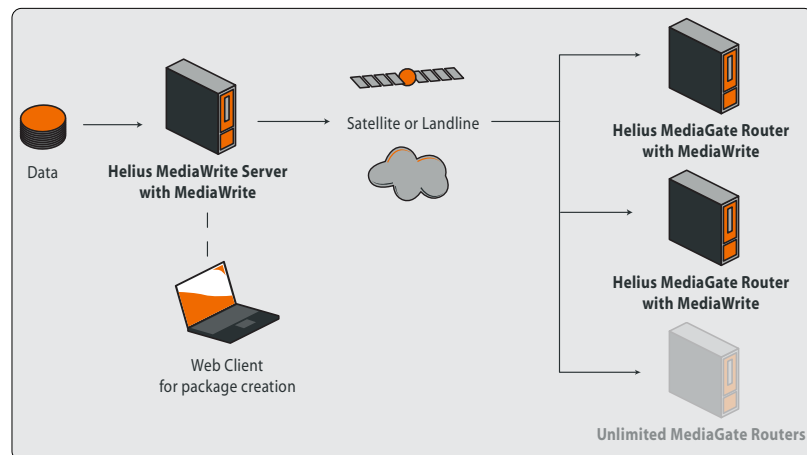 Data
Helius MediaWrite Server
with MediaWrite
Web Client
for package creation
Satellite or Landline
Helius MediaGate Router
with MediaWrite
Helius MediaGate Router
with MediaWrite
Unlimited MediaGate Routers